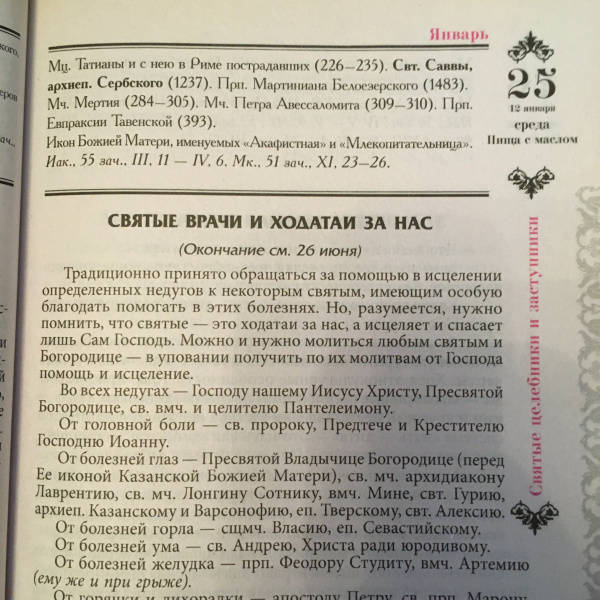 Январь
Мц. Татианы и с нею в Риме пострадавших (226–235). Свт. Саввы,
архиеп. Сербского (1237). Прп. Мартиниана Белоезерского (1483).
Мч. Мертия (284–305). Мч. Петра Авессаломита (309–310). Прп.
Евпраксии Тавенской (393).
Икон Божией Матери, именуемых «Акафистная» и «Млекопитательница».
Иак., 55 зач., III, 11 — IV, 6. Мк., 51 зач., XI, 23–26.
25
12 января
среда
Пища с маслом
СВЯТЫЕ ВРАЧИ И ХОДАТАИ ЗА НАС
(Окончание см. 26 июня)
Традиционно принято обращаться за помощью в исцелении
определенных недугов к некоторым святым, имеющим особую
благодать помогать в этих болезнях. Но, разумеется, нужно
помнить, что святые — это ходатаи за нас, а исцеляет и спасает
лишь Сам Господь. Можно и нужно молиться любым святым и
Богородице — в уповании получить по их молитвам от Господа
помощь и исцеление.
Во всех недугах — Господу нашему Иисусу Христу, Пресвятой
Богородице, св. вмч. и целителю Пантелеимону.
От головной боли — св. пророку, Предтече и Крестителю
Господню Иоанну.
От болезней глаз — Пресвятой Владычице Богородице (перед
Ее иконой Казанской Божией Матери), св. мч. архидиакону
Лаврентию, св. мч. Лонгину Сотнику, вмч. Мине, свт. Гурию,
архиеп. Казанскому и Варсонофию, еп. Тверскому, свт. Алексию.
От болезней горла — сщмч. Власию, еп. Севастийскому.
От болезней ума — св. Андрею, Христа ради юродивому.
От болезней желудка — прп. Феодору Студиту, вмч. Артемию
(ему же и при грыже).
От горячки и лихорадки — апостолу Петру, св. прп. Марону
Святые целебники и заступники